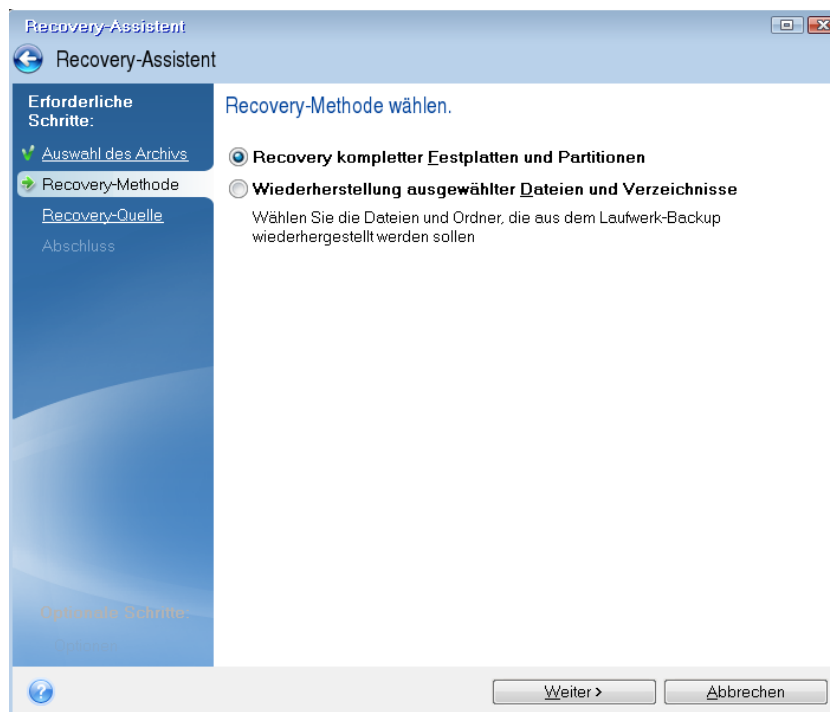 Recovery-Assistent
Recovery-Assistent
Erforderliche
Schritte:
Auswahl des Archivs
Recovery-Methode
Recovery-Quelle
Abschluss
Optionale Schritte:
Optionen
Recovery-Methode wählen.
Recovery kompletter Festplatten und Partitionen
Wiederherstellung ausgewählter Dateien und Verzeichnisse
Wählen Sie die Dateien und Ordner, die aus dem Laufwerk-Backup
wiederhergestellt werden sollen
Weiter >
Abbrechen